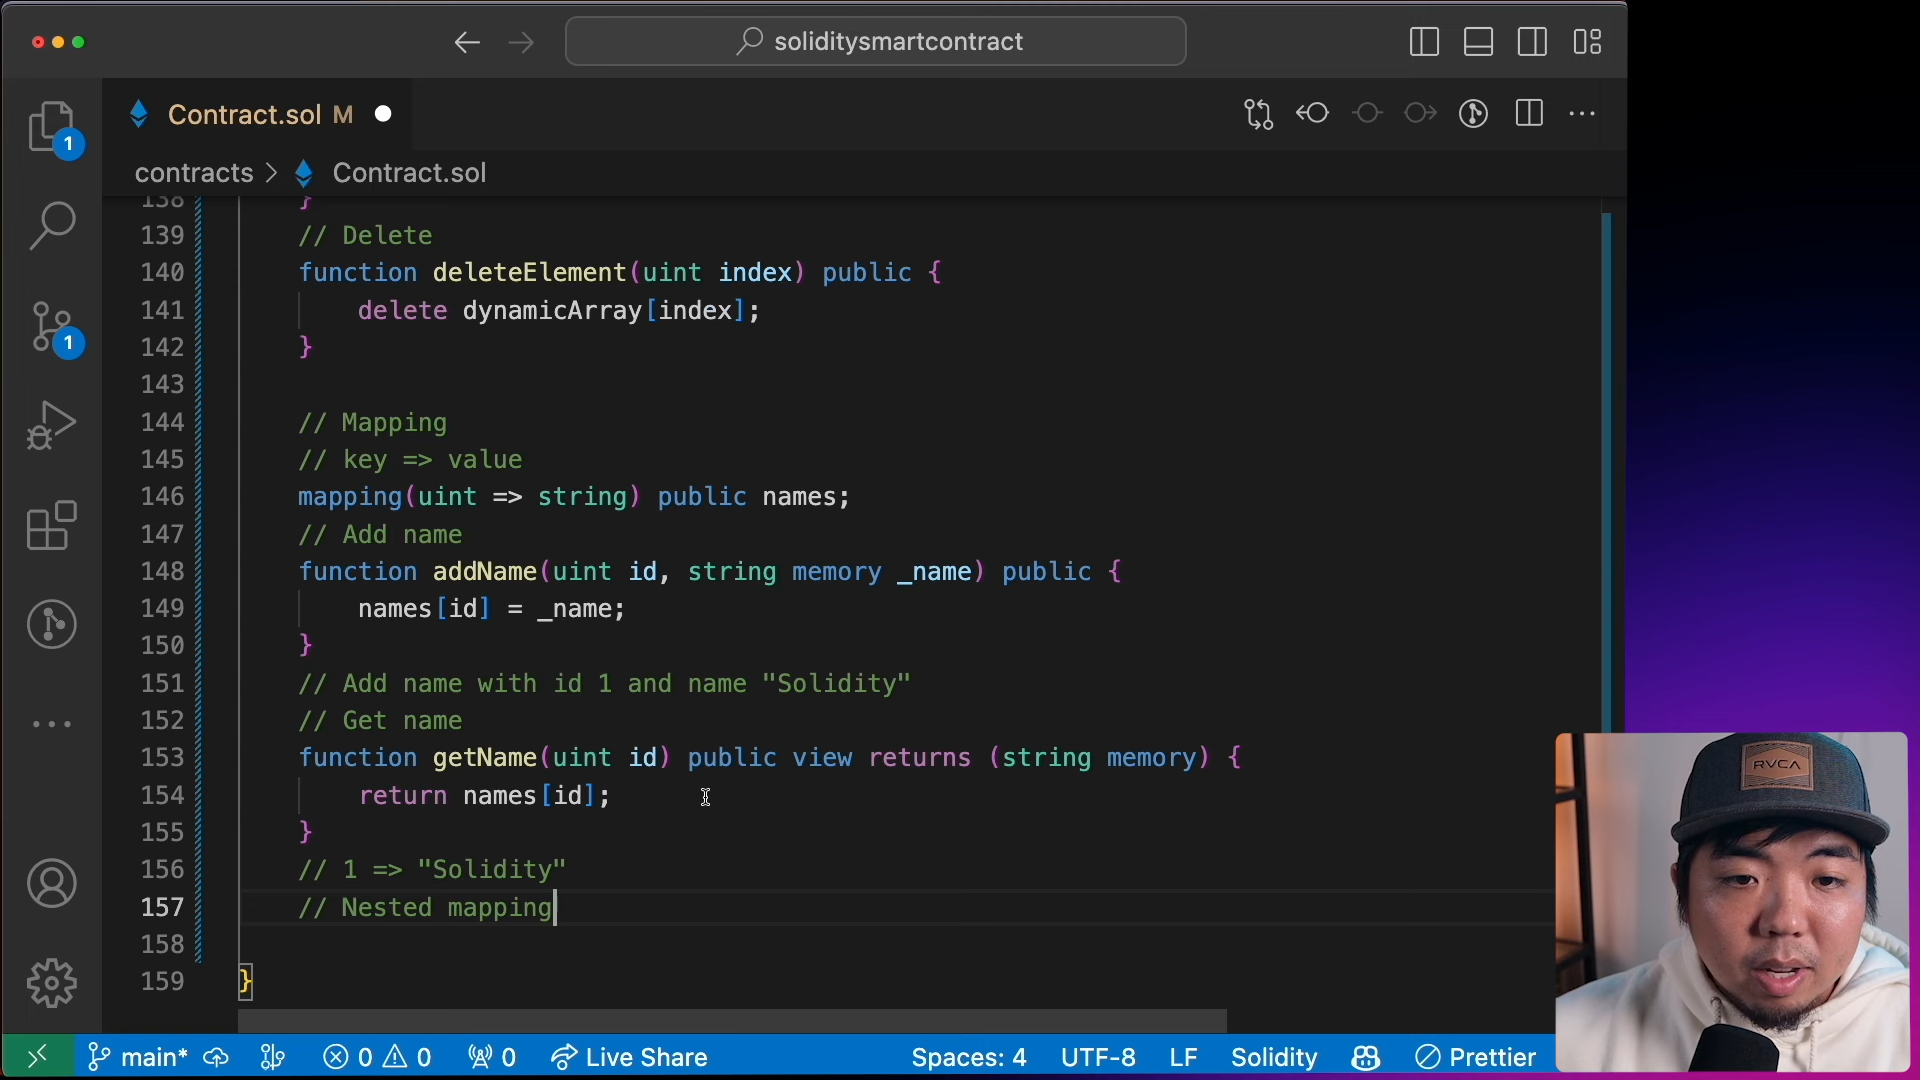 soliditysmartcontract
Contract.sol M
contracts > Contract.sol
138 }
139 // Delete
140 function deleteElement(uint index) public {
141 delete dynamicArray[index];
142 }
143
144 // Mapping
145 // key => value
146 mapping(uint => string) public names;
147 // Add name
148 function addName(uint id, string memory _name) public {
149 names[id] = _name;
150 }
151 // Add name with id 1 and name "Solidity"
152 // Get name
153 function getName(uint id) public view returns (string memory) {
154 return names[id];
155 }
156 // 1 => "Solidity"
157 // Nested mapping
158
159 }
1
1
RVCA
main* 0 0 0 Live Share Spaces: 4 UTF-8 LF Solidity Prettier